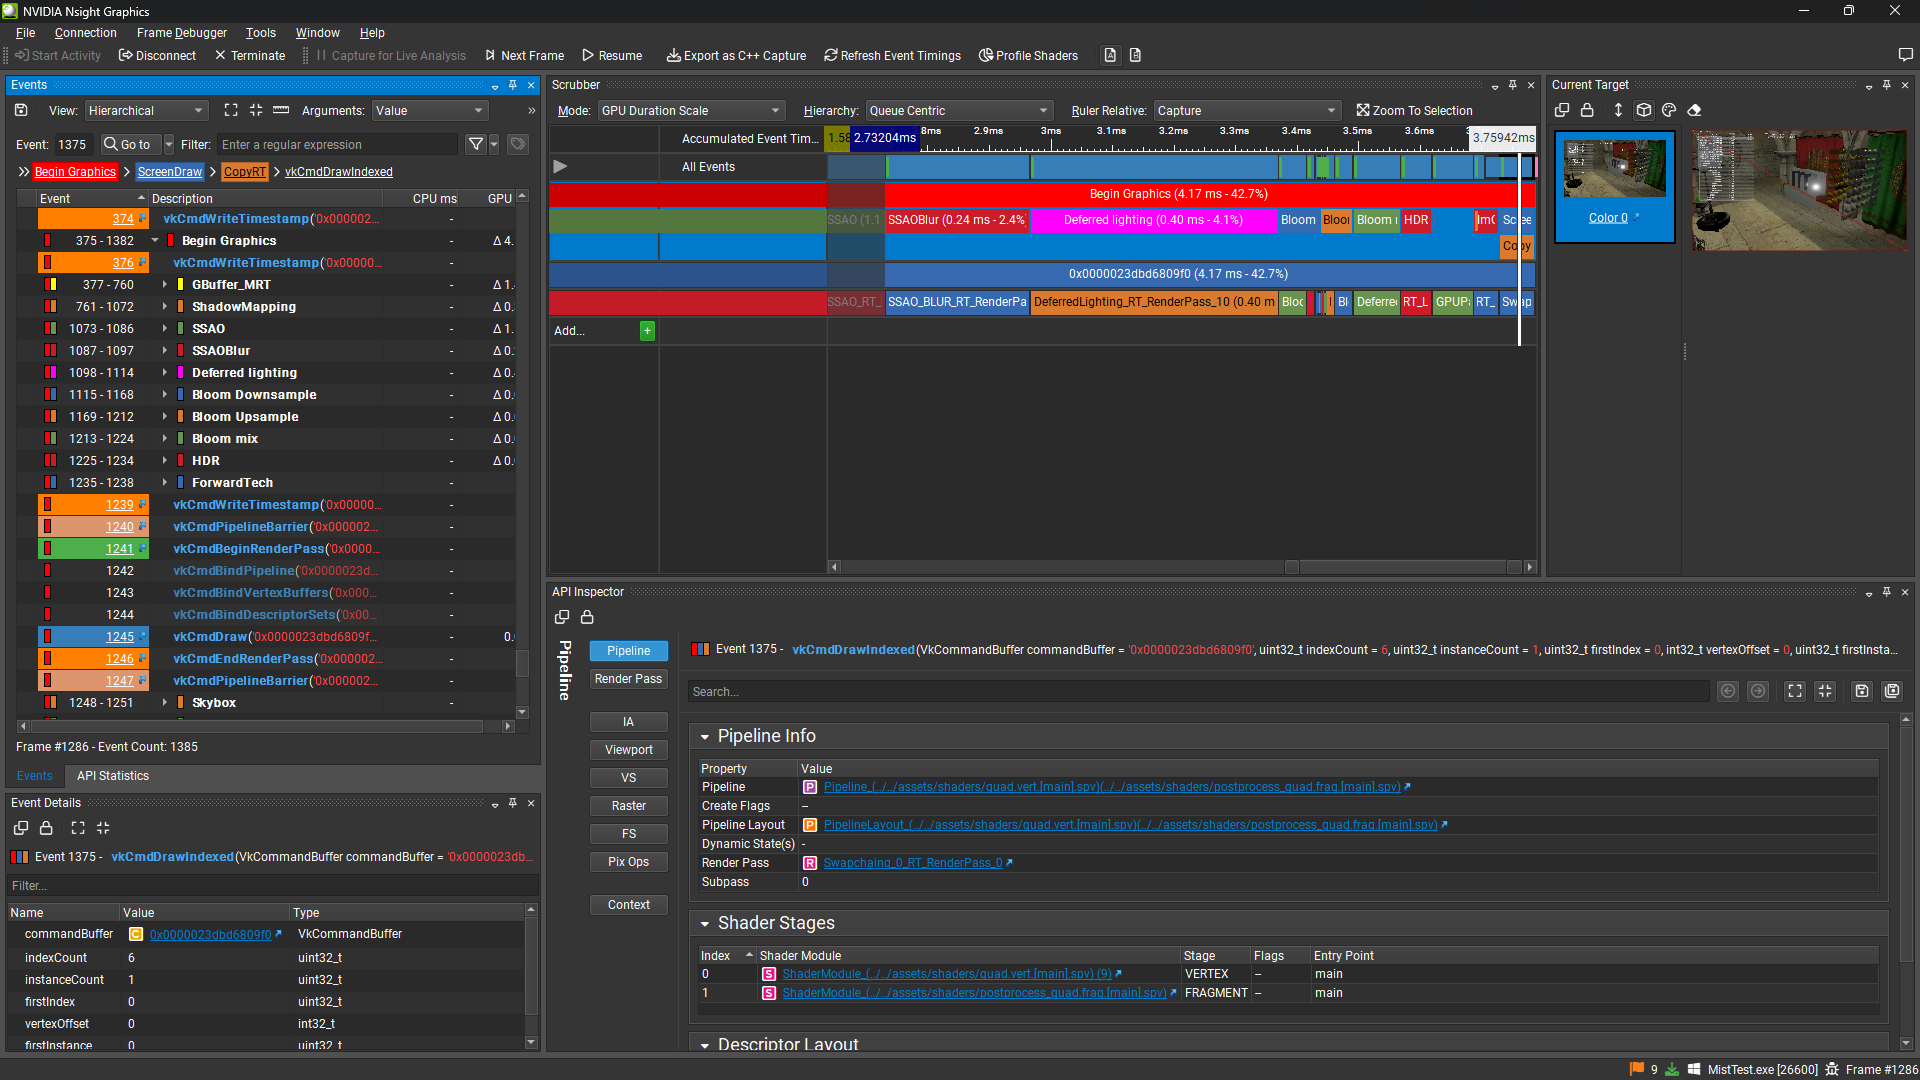 NVIDIA Nsight Graphics
File Connection Frame Debugger Tools Window Help
Start Activity Disconnect Terminate Capture for Live Analysis Next Frame Resume Export as C++ Capture Refresh Event Timings Profile Shaders
Events
View: Hierarchical Arguments: Value »
Event: 1375 Go to Filter: Enter a regular expression
» Begin Graphics > ScreenDraw > CopyRT > vkCmdDrawIndexed
Event Description CPU ms GPU
374 vkCmdWriteTimestamp('0x000002...
375 - 1382 Begin Graphics - Δ 4.
376 vkCmdWriteTimestamp('0x00000... -
377 - 760 GBuffer_MRT - Δ 1.
761 - 1072 ShadowMapping - Δ 0.
1073 - 1086 SSAO - Δ 1.
1087 - 1097 SSAOBlur - Δ 0.
1098 - 1114 Deferred lighting - Δ 0.
1115 - 1168 Bloom Downsample - Δ 0.
1169 - 1212 Bloom Upsample - Δ 0.
1213 - 1224 Bloom mix - Δ 0.
1225 - 1234 HDR - Δ 0.
1235 - 1238 ForwardTech -
1239 vkCmdWriteTimestamp('0x00000... -
1240 vkCmdPipelineBarrier('0x000002... -
1241 vkCmdBeginRenderPass('0x0000... -
1242 vkCmdBindPipeline('0x0000023d... -
1243 vkCmdBindVertexBuffers('0x000... -
1244 vkCmdBindDescriptorSets('0x00... -
1245 vkCmdDraw('0x0000023dbd6809f... - 0.
1246 vkCmdEndRenderPass('0x000002... -
1247 vkCmdPipelineBarrier('0x000002... -
1248 - 1251 Skybox -
Frame #1286 - Event Count: 1385
Events API Statistics
Event Details
Event 1375 - vkCmdDrawIndexed(VkCommandBuffer commandBuffer = '0x0000023db...
Filter...
Name Value Type
commandBuffer C 0x0000023dbd6809f0 VkCommandBuffer
indexCount 6 uint32_t
instanceCount 1 uint32_t
firstIndex 0 uint32_t
vertexOffset 0 int32_t
firstInstance 0 uint32_t
Scrubber
Mode: GPU Duration Scale Hierarchy: Queue Centric Ruler Relative: Capture Zoom To Selection
Accumulated Event Tim... 1.58 2.73204ms 8ms 2.9ms 3ms 3.1ms 3.2ms 3.3ms 3.4ms 3.5ms 3.6ms 3.75942ms
All Events
Begin Graphics (4.17 ms - 42.7%)
SSAO (1.1 SSAOBlur (0.24 ms - 2.4% Deferred lighting (0.40 ms - 4.1%) Bloom Bloo Bloom HDR Im Scree
Copy
0x0000023dbd6809f0 (4.17 ms - 42.7%)
SSAO_RT_ SSAO_BLUR_RT_RenderPa DeferredLighting_RT_RenderPass_10 (0.40 m Bloo Bl Deferred RT_L GPUP RT_ Swap
Add... +
Current Target
Color 0
API Inspector
Pipeline
Pipeline
Render Pass
IA
Viewport
VS
Raster
FS
Pix Ops
Context
Event 1375 - vkCmdDrawIndexed(VkCommandBuffer commandBuffer = '0x0000023dbd6809f0', uint32_t indexCount = 6, uint32_t instanceCount = 1, uint32_t firstIndex = 0, int32_t vertexOffset = 0, uint32_t firstInsta...
Search...
Pipeline Info
Property Value
Pipeline P Pipeline_(../../assets/shaders/quad.vert.[main].spv)(../../assets/shaders/postprocess_quad.frag.[main].spv)
Create Flags --
Pipeline Layout P PipelineLayout_(../../assets/shaders/quad.vert.[main].spv)(../../assets/shaders/postprocess_quad.frag.[main].spv)
Dynamic State(s) -
Render Pass R Swapchaing_0_RT_RenderPass_0
Subpass 0
Shader Stages
Index Shader Module Stage Flags Entry Point
0 S ShaderModule_(../../assets/shaders/quad.vert.[main].spv) (9) VERTEX -- main
1 S ShaderModule_(../../assets/shaders/postprocess_quad.frag.[main].spv) FRAGMENT -- main
Descriptor Layout
9 MistTest.exe [26600] Frame #1286